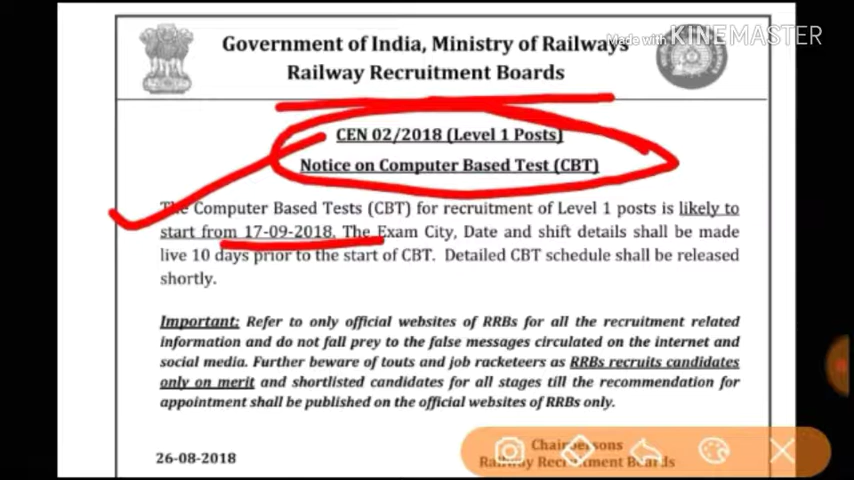 Made with KINEMASTER
Government of India, Ministry of Railways
Railway Recruitment Boards
CEN 02/2018 (Level 1 Posts)
Notice on Computer Based Test (CBT)
The Computer Based Tests (CBT) for recruitment of Level 1 posts is likely to
start from 17-09-2018. The Exam City, Date and shift details shall be made
live 10 days prior to the start of CBT. Detailed CBT schedule shall be released
shortly.
Important: Refer to only official websites of RRBs for all the recruitment related
information and do not fall prey to the false messages circulated on the internet and
social media. Further beware of touts and job racketeers as RRBs recruits candidates
only on merit and shortlisted candidates for all stages till the recommendation for
appointment shall be published on the official websites of RRBs only.
26-08-2018
Chairpersons
Railway Recruitment Boards